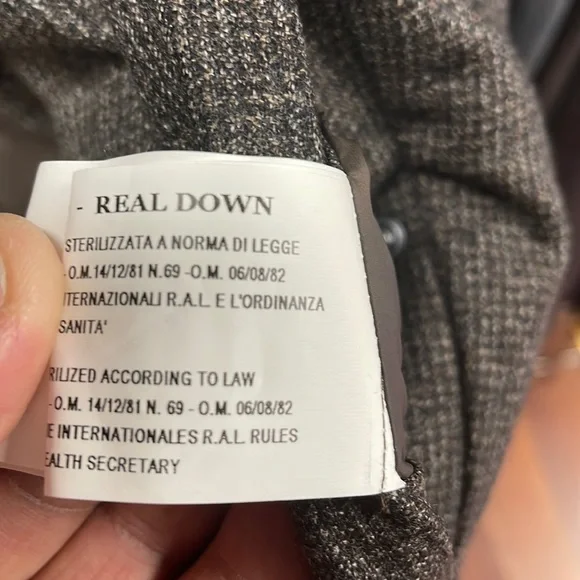 - REAL DOWN
STERILIZZATA A NORMA DI LEGGE
- O.M.14/12/81 N. 69 -O.M. 06/08/82
NTERNAZIONALI R.A.L. E L'ORDINANZA
SANITA'
RILIZED ACCORDING TO LAW
- O.M. 14/12/81 N. 69 - O.M. 06/08/82
E INTERNATIONALES R.A.L. RULES
EALTH SECRETARY